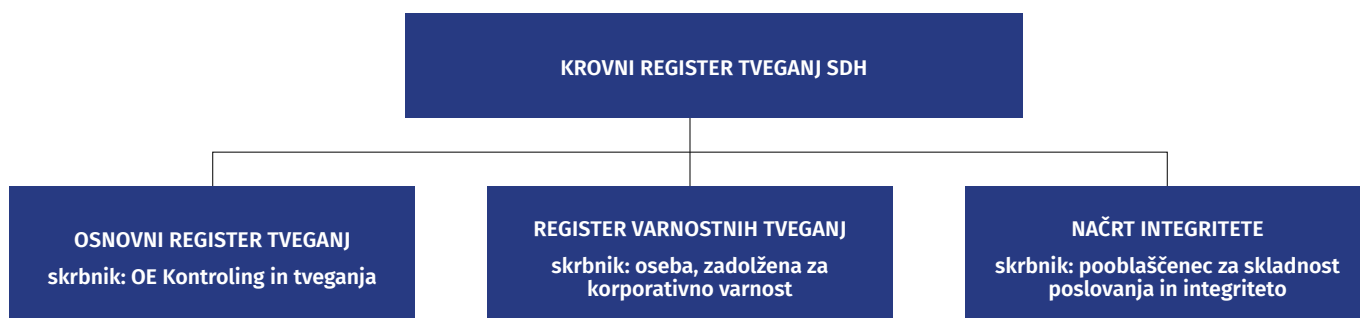 KROVNI REGISTER TVEGANJ SDH
OSNOVNI REGISTER TVEGANJ
skrbnik: OE Kontroling in tveganja
REGISTER VARNOSTNIH TVEGANJ
skrbnik: oseba, zadolžena za
korporativno varnost
NAČRT INTEGRITETE
skrbnik: pooblaščenec za skladnost
poslovanja in integriteto